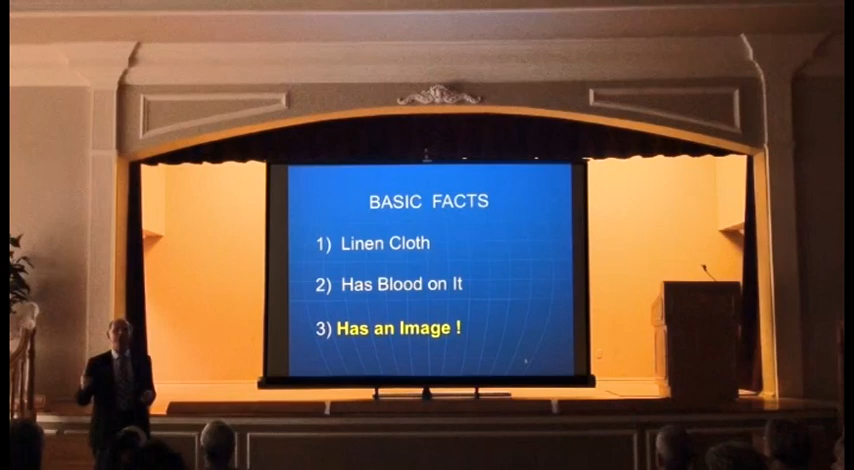 BASIC FACTS
1) Linen Cloth
2) Has Blood on It
3) Has an Image !